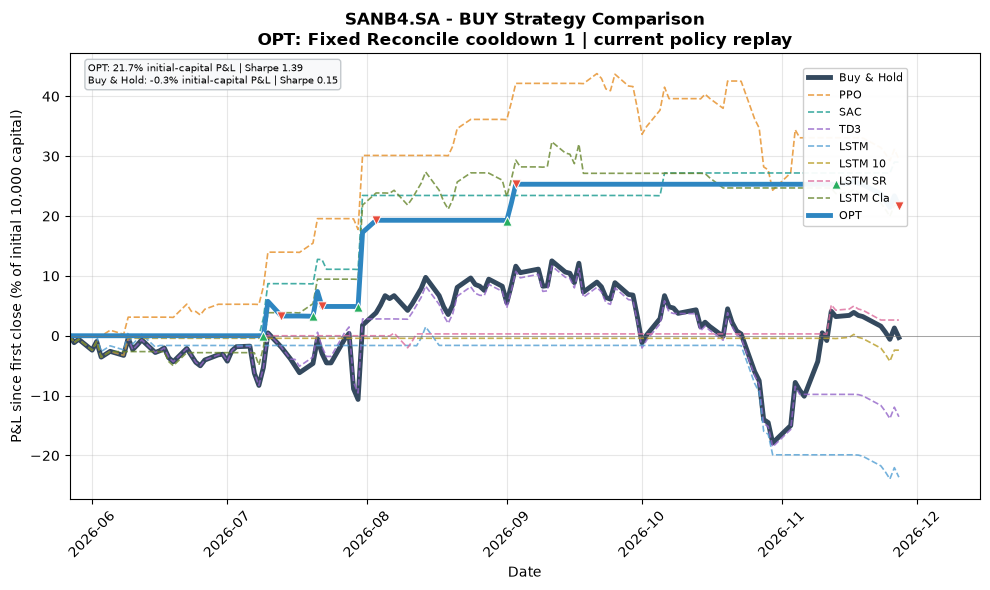 SANB4.SA - BUY Strategy Comparison
OPT: Fixed Reconcile cooldown 1 | current policy replay
OPT: 21.7% initial-capital P&L | Sharpe 1.39
Buy & Hold: -0.3% initial-capital P&L | Sharpe 0.15
Buy & Hold
PPO
SAC
TD3
LSTM
LSTM 10
LSTM SR
LSTM Cla
OPT
P&L since first close (% of initial 10,000 capital)
40
30
20
10
0
−10
−20
2026-06
2026-07
2026-08
2026-09
2026-10
2026-11
2026-12
Date